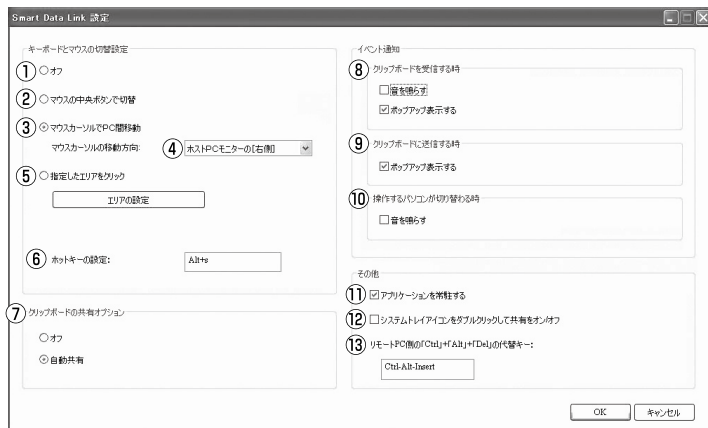 Smart Data Link 設定
キーボードとマウスの切替設定
① オフ
② マウスの中央ボタンで切替
③ マウスカーソルでPC間移動
マウスカーソルの移動方向: ④ ホストPCモニターの[右側]
⑤ 指定したエリアをクリック
エリアの設定
⑥ ホットキーの設定: Alt+s
⑦ クリップボードの共有オプション
オフ
自動共有
イベント通知
⑧ クリップボードを受信する時
音を鳴らす
ポップアップ表示する
⑨ クリップボードに送信する時
ポップアップ表示する
⑩ 操作するパソコンが切り替わる時
音を鳴らす
その他
⑪ アプリケーションを常駐する
⑫ システムトレイアイコンをダブルクリックして共有をオン/オフ
⑬ リモートPC側の「Ctrl」+「Alt」+「Del」の代替キー:
Ctrl-Alt-Insert
OK キャンセル